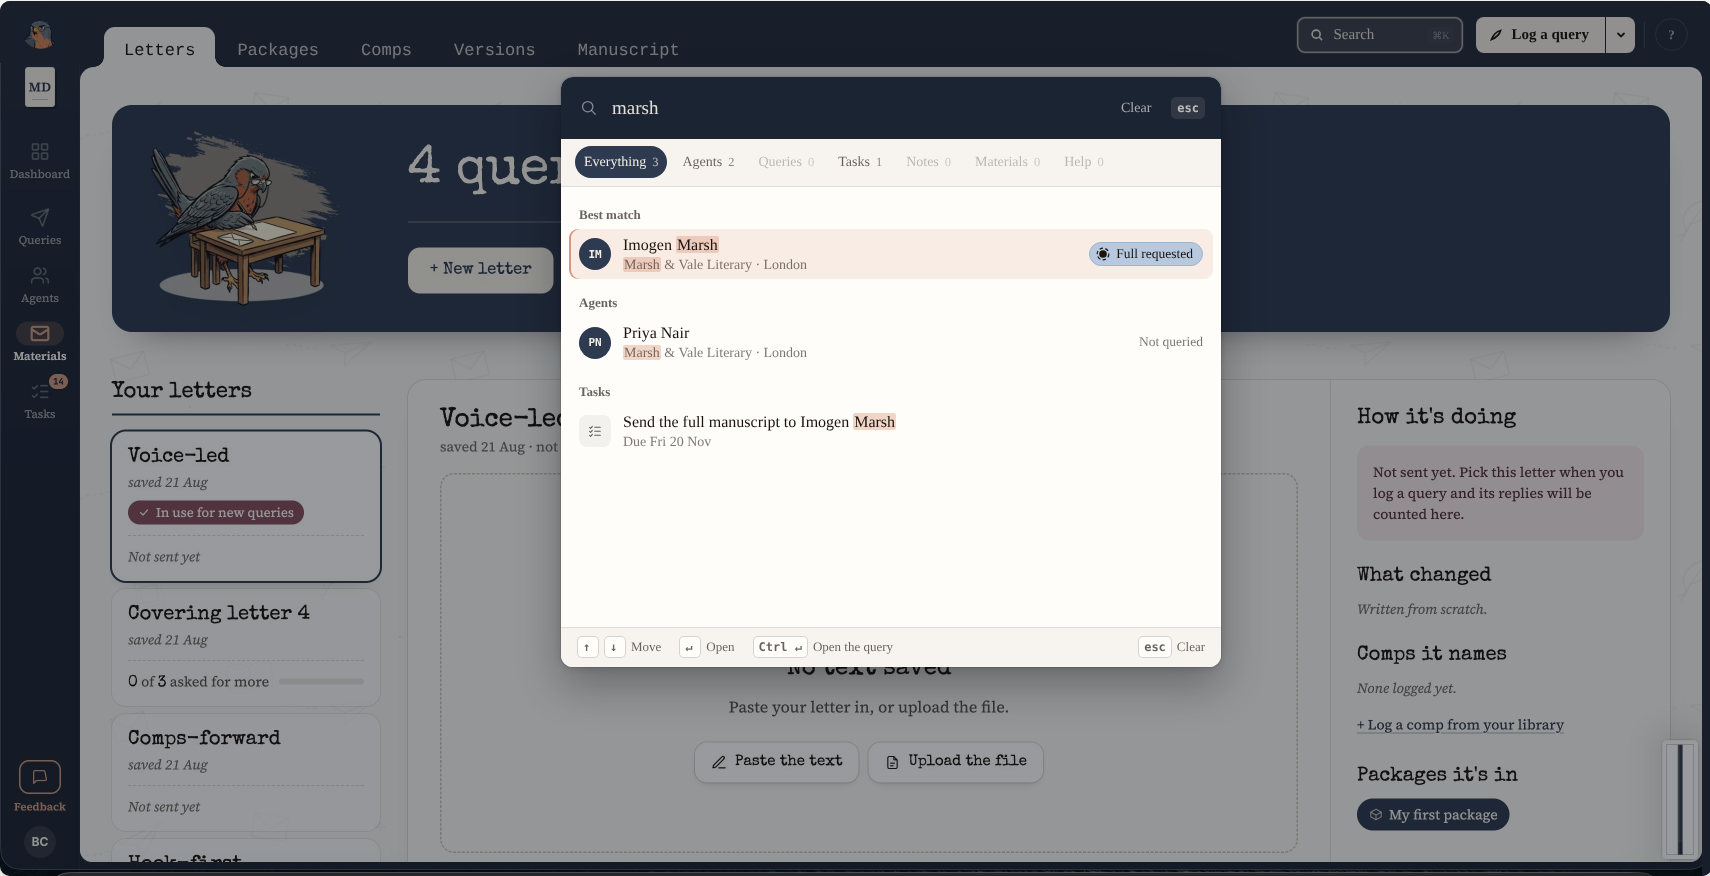 Letters
Packages
Comps
Versions
Manuscript
Search ⌘K
Log a query
?
MD
Dashboard
Queries
Agents
Materials
14
Tasks
Feedback
BC
4 quer
+ New letter
marsh
Clear esc
Everything 3
Agents 2
Queries 0
Tasks 1
Notes 0
Materials 0
Help 0
Best match
IM
Imogen Marsh
Marsh & Vale Literary · London
Full requested
Agents
PN
Priya Nair
Marsh & Vale Literary · London
Not queried
Tasks
Send the full manuscript to Imogen Marsh
Due Fri 20 Nov
↑ ↓ Move
↵ Open
Ctrl ↵ Open the query
esc Clear
Your letters
Voice-led
saved 21 Aug
In use for new queries
Not sent yet
Covering letter 4
saved 21 Aug
0 of 3 asked for more
Comps-forward
saved 21 Aug
Not sent yet
Hook-first
Voice-led
saved 21 Aug · not
No text saved
Paste your letter in, or upload the file.
Paste the text
Upload the file
How it's doing
Not sent yet. Pick this letter when you
log a query and its replies will be
counted here.
What changed
Written from scratch.
Comps it names
None logged yet.
+ Log a comp from your library
Packages it's in
My first package